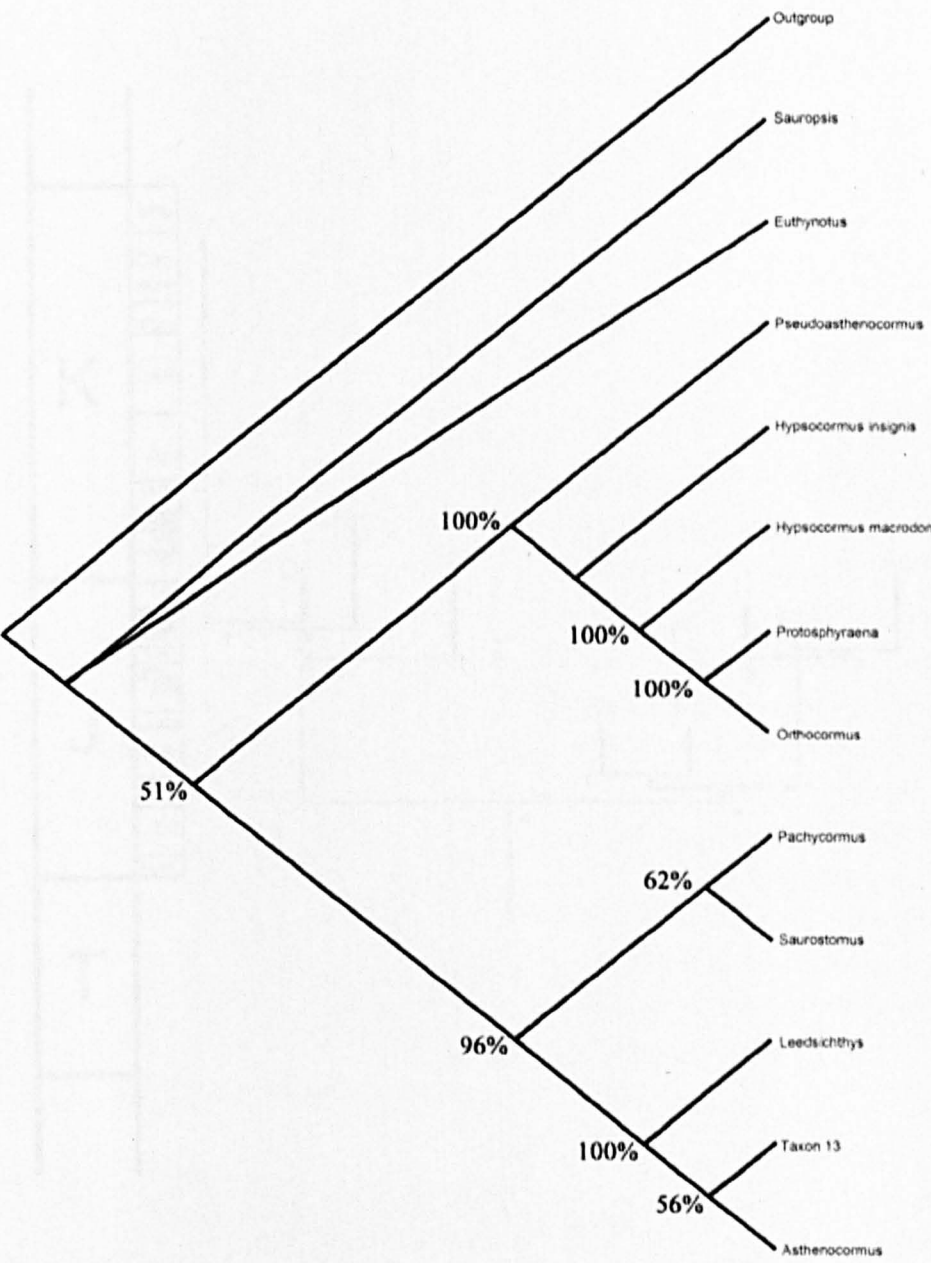 Outgroup
Sauropsis
Euthynotus
Pseudoasthenocormus
Hypsocormus insignis
100%
Hypsocormus macrodon
100%
Protosphyraena
100%
Orthocormus
51%
Pachycormus
62%
Saurostomus
96%
Leedsichthys
100%
Taxon 13
56%
Asthenocormus